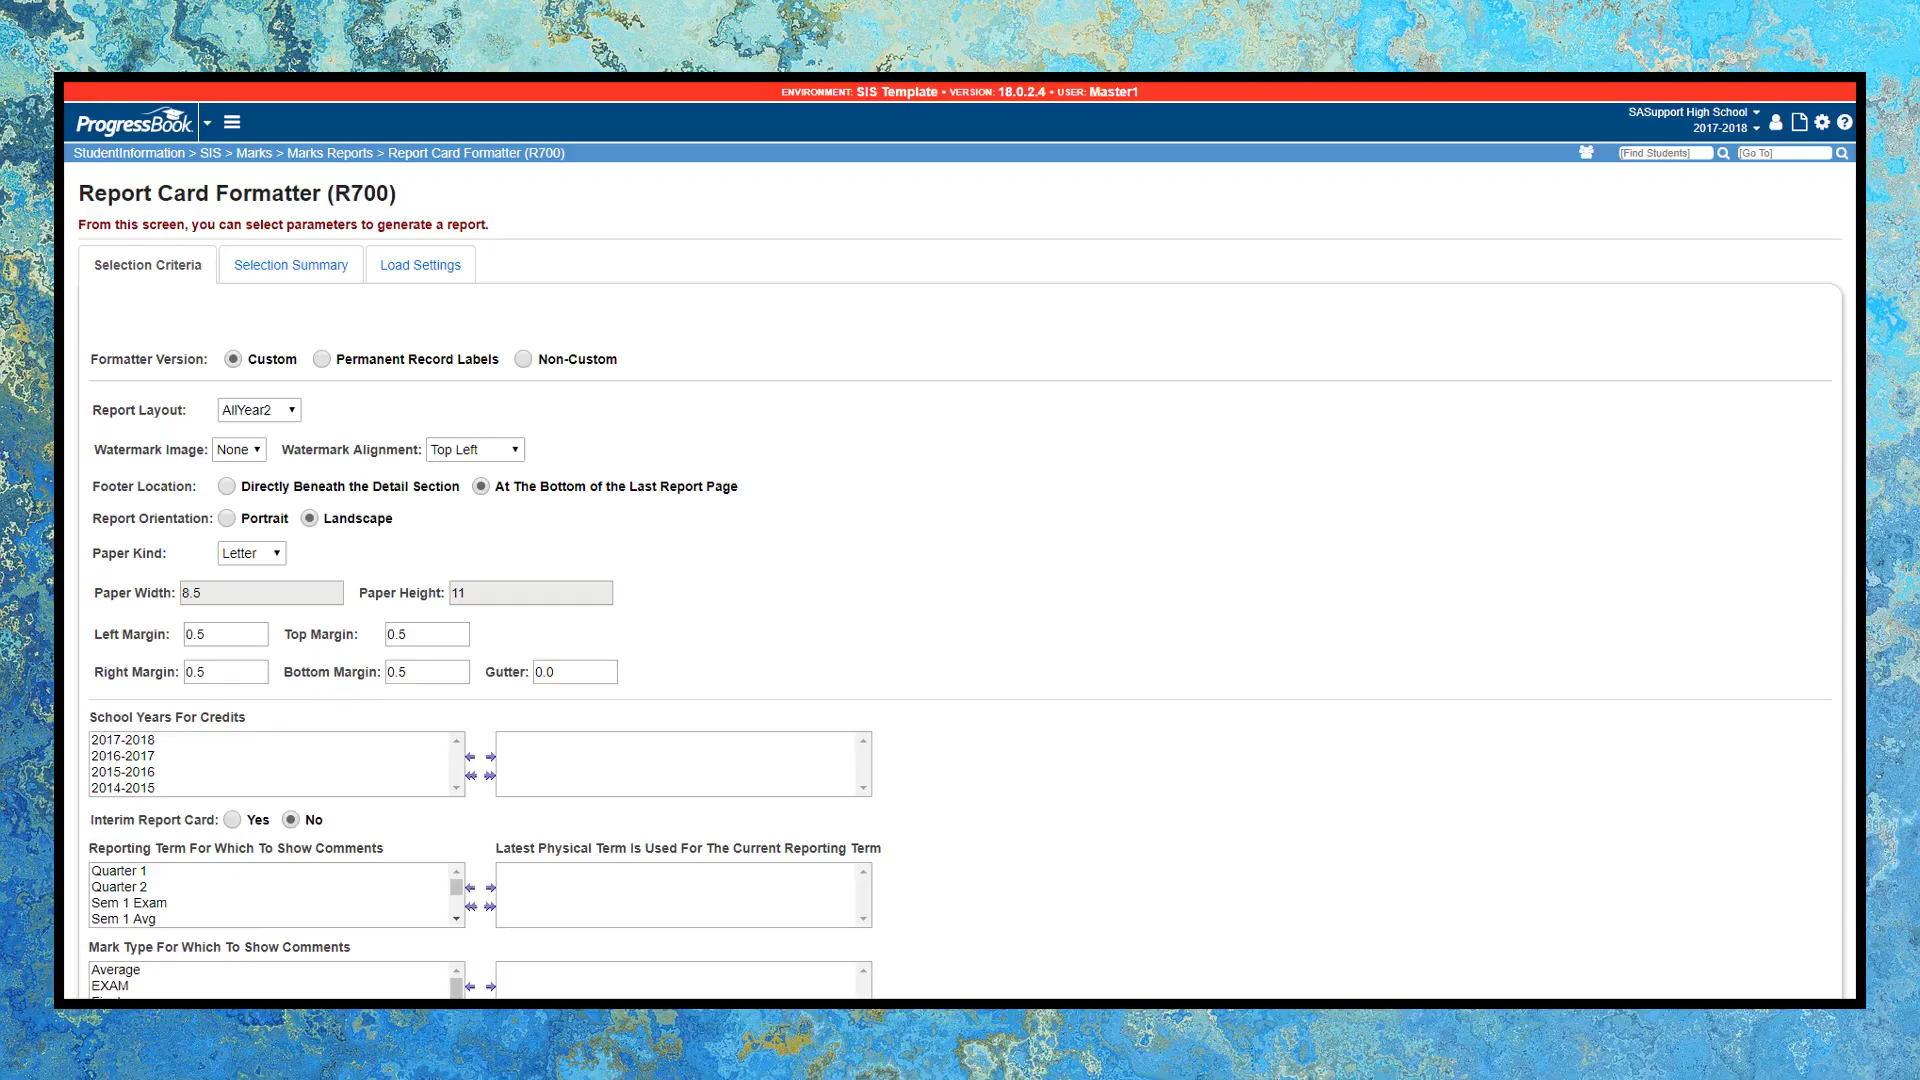 ENVIRONMENT: SIS Template • VERSION: 18.0.2.4 • USER: Master1
ProgressBook
SASupport High School
2017-2018
StudentInformation > SIS > Marks > Marks Reports > Report Card Formatter (R700)
[Find Students]
[Go To]
Report Card Formatter (R700)
From this screen, you can select parameters to generate a report.
Selection Criteria
Selection Summary
Load Settings
Formatter Version: Custom Permanent Record Labels Non-Custom
Report Layout: AllYear2
Watermark Image: None Watermark Alignment: Top Left
Footer Location: Directly Beneath the Detail Section At The Bottom of the Last Report Page
Report Orientation: Portrait Landscape
Paper Kind: Letter
Paper Width: 8.5 Paper Height: 11
Left Margin: 0.5 Top Margin: 0.5
Right Margin: 0.5 Bottom Margin: 0.5 Gutter: 0.0
School Years For Credits
2017-2018
2016-2017
2015-2016
2014-2015
Interim Report Card: Yes No
Reporting Term For Which To Show Comments
Latest Physical Term Is Used For The Current Reporting Term
Quarter 1
Quarter 2
Sem 1 Exam
Sem 1 Avg
Mark Type For Which To Show Comments
Average
EXAM